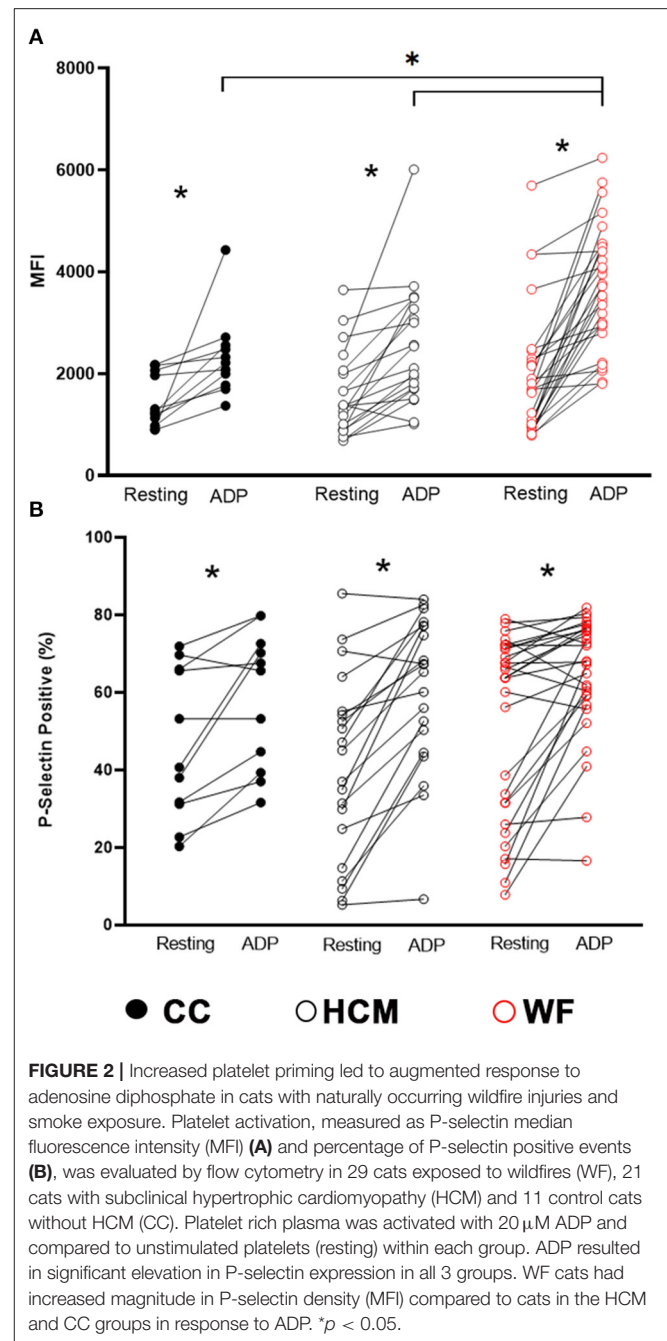 A
*
8000
6000
4000
2000
0
MFI
*
*
*
Resting ADP Resting ADP Resting ADP
B
100
80
60
40
20
0
P-Selectin Positive (%)
*
*
*
Resting ADP Resting ADP Resting ADP
CC HCM WF
FIGURE 2 | Increased platelet priming led to augmented response to
adenosine diphosphate in cats with naturally occurring wildfire injuries and
smoke exposure. Platelet activation, measured as P-selectin median
fluorescence intensity (MFI) (A) and percentage of P-selectin positive events
(B), was evaluated by flow cytometry in 29 cats exposed to wildfires (WF), 21
cats with subclinical hypertrophic cardiomyopathy (HCM) and 11 control cats
without HCM (CC). Platelet rich plasma was activated with 20 μM ADP and
compared to unstimulated platelets (resting) within each group. ADP resulted
in significant elevation in P-selectin expression in all 3 groups. WF cats had
increased magnitude in P-selectin density (MFI) compared to cats in the HCM
and CC groups in response to ADP. *p < 0.05.